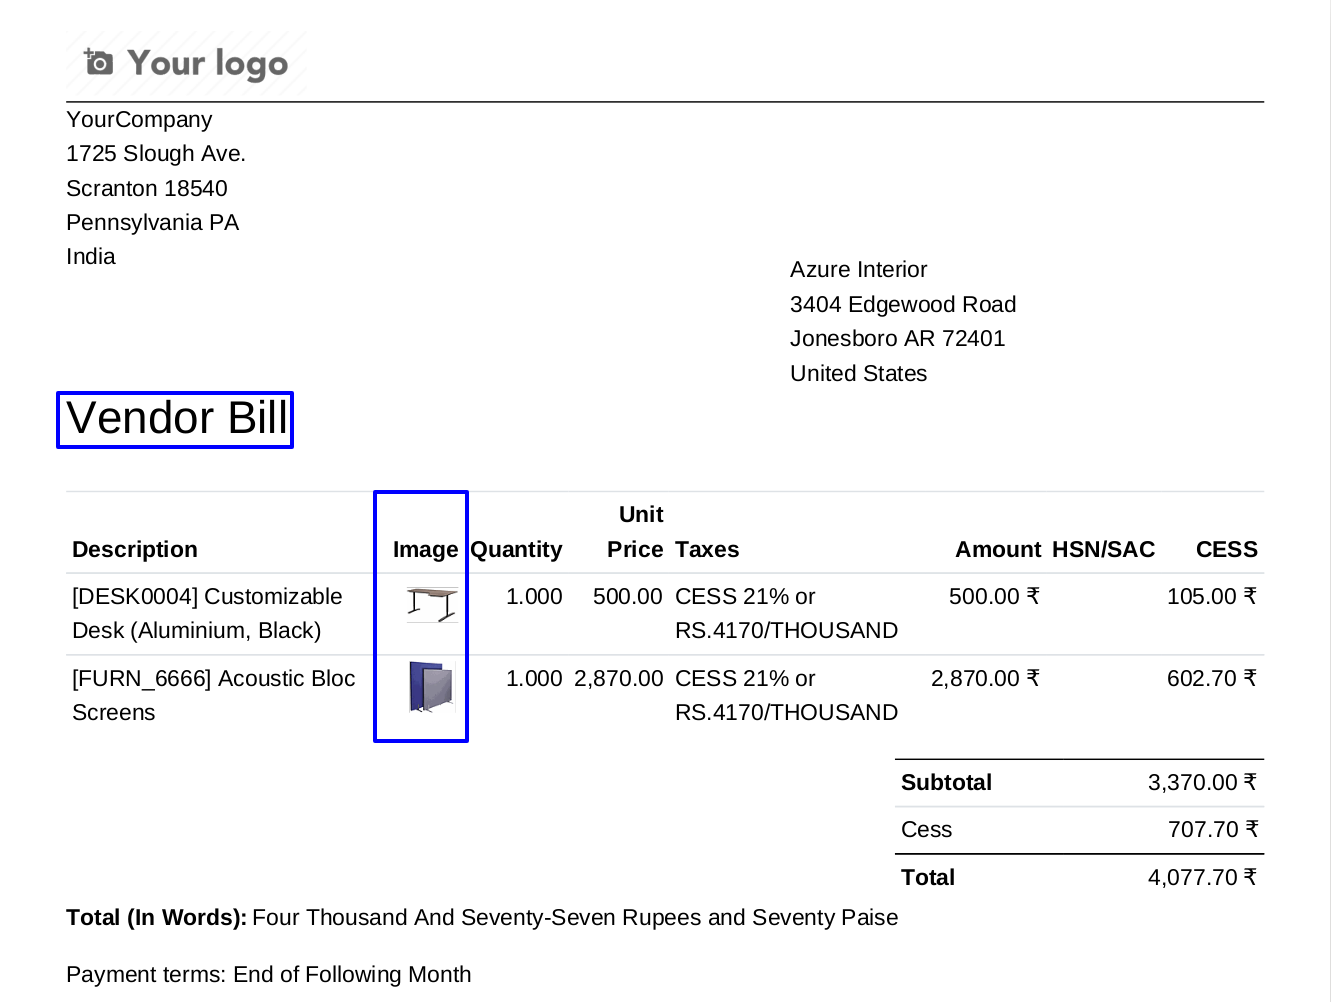 Your logo
YourCompany
1725 Slough Ave.
Scranton 18540
Pennsylvania PA
India
Azure Interior
3404 Edgewood Road
Jonesboro AR 72401
United States
Vendor Bill
Unit
Description Image Quantity Price Taxes Amount HSN/SAC CESS
[DESK0004] Customizable 1.000 500.00 CESS 21% or 500.00 ₹ 105.00 ₹
Desk (Aluminium, Black) RS.4170/THOUSAND
[FURN_6666] Acoustic Bloc 1.000 2,870.00 CESS 21% or 2,870.00 ₹ 602.70 ₹
Screens RS.4170/THOUSAND
Subtotal 3,370.00 ₹
Cess 707.70 ₹
Total 4,077.70 ₹
Total (In Words): Four Thousand And Seventy-Seven Rupees and Seventy Paise
Payment terms: End of Following Month